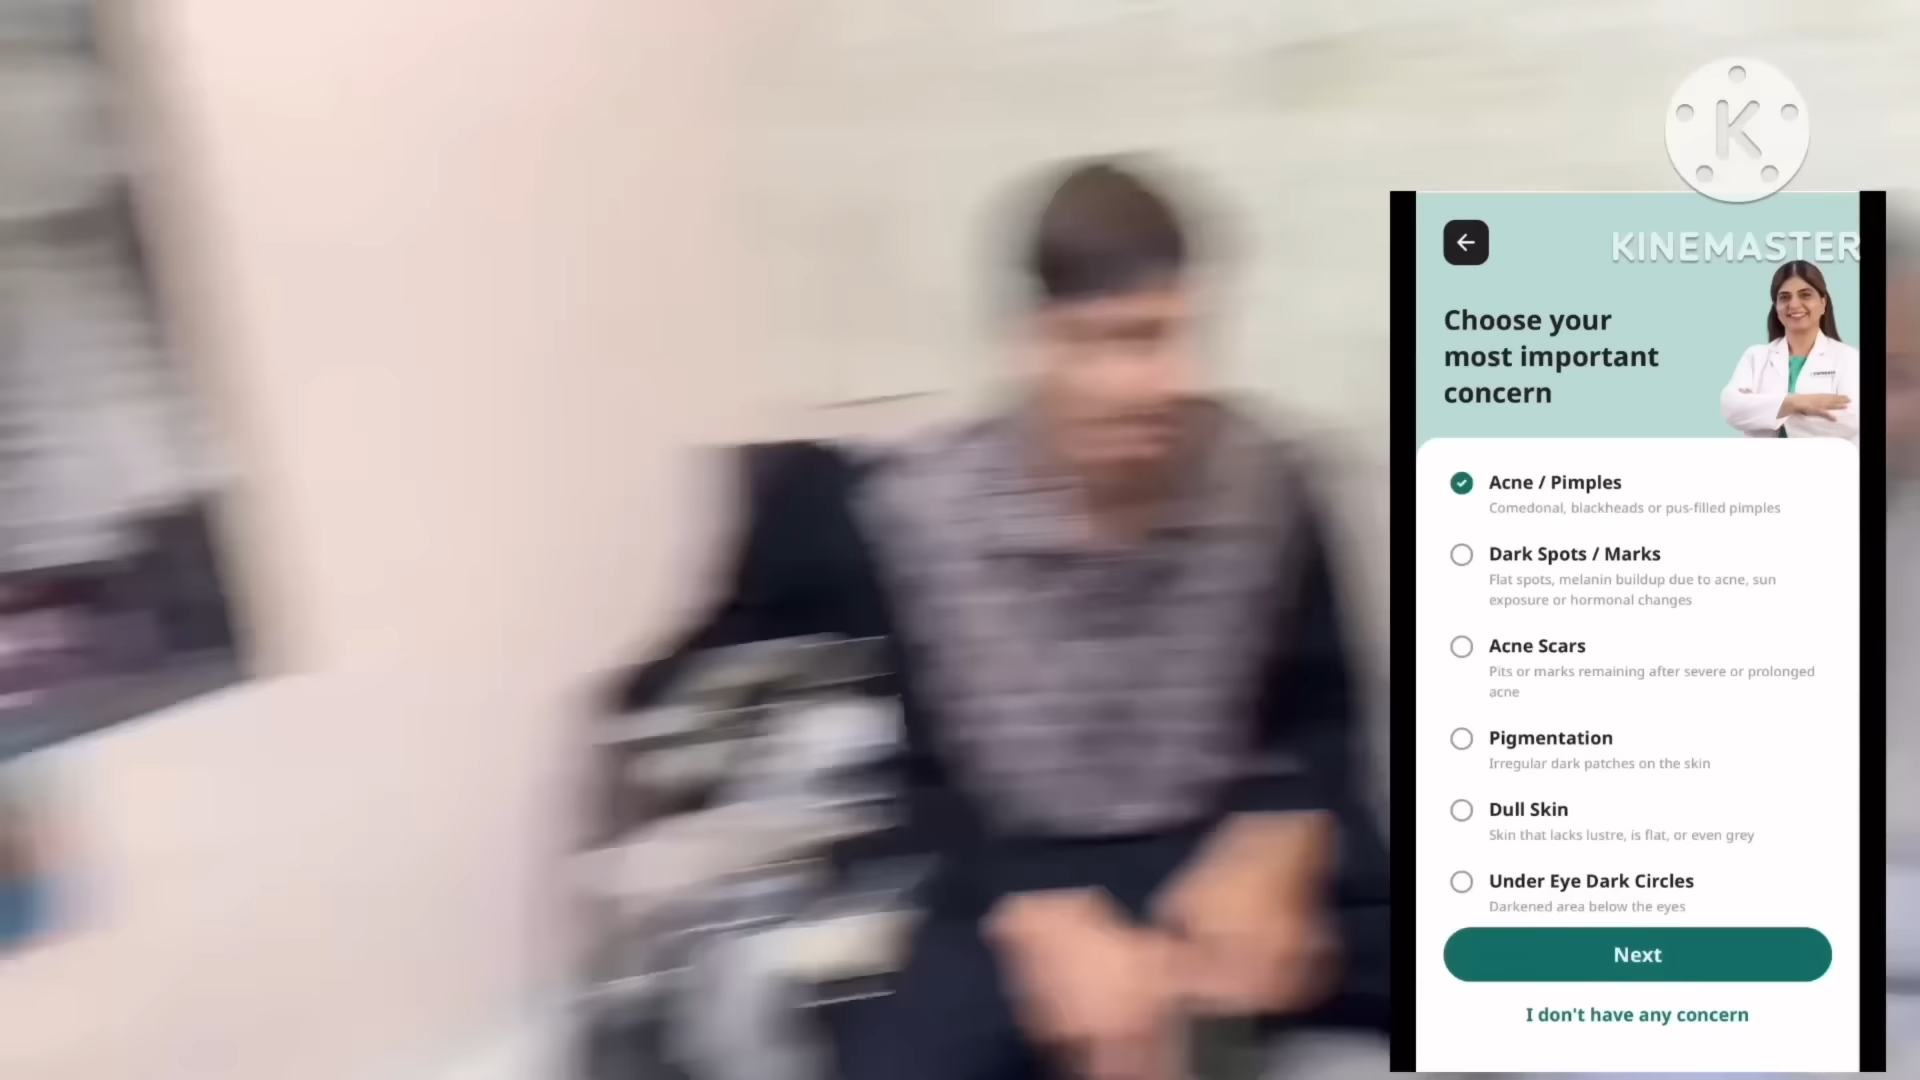 K
KINEMASTER
Choose your
most important
concern
Acne / Pimples
Comedonal, blackheads or pus-filled pimples
Dark Spots / Marks
Flat spots, melanin buildup due to acne, sun
exposure or hormonal changes
Acne Scars
Pits or marks remaining after severe or prolonged
acne
Pigmentation
Irregular dark patches on the skin
Dull Skin
Skin that lacks lustre, is flat, or even grey
Under Eye Dark Circles
Darkened area below the eyes
Next
I don't have any concern